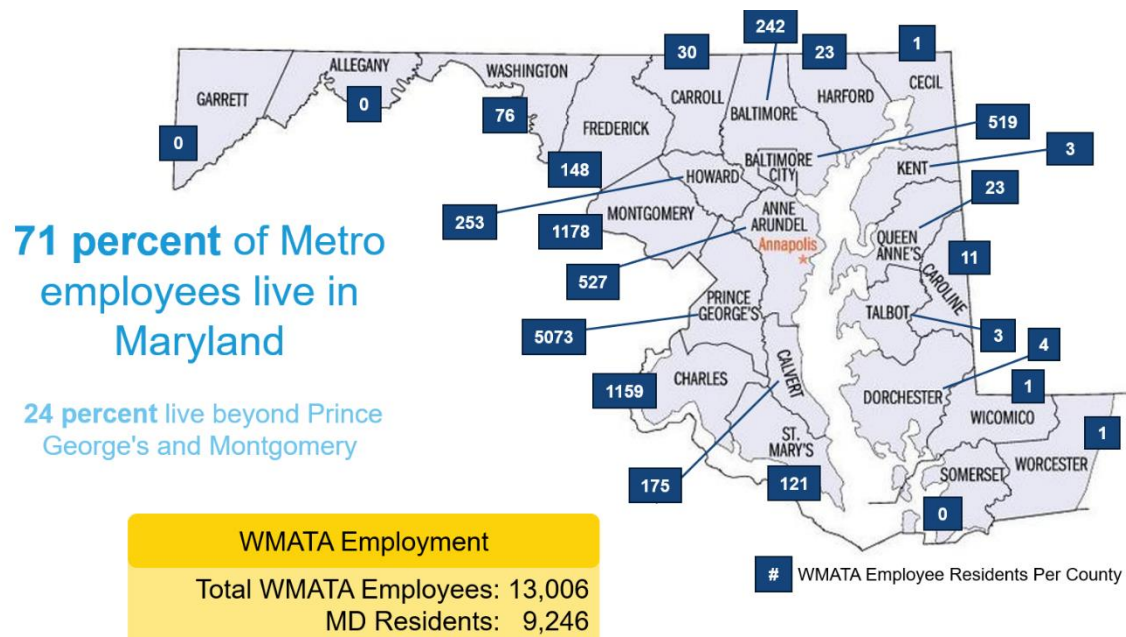 242
30
23
1
ALLEGANY
WASHINGTON
CECIL
GARRETT
CARROLL
HARFORD
0
76
FREDERICK
BALTIMORE
519
0
148
BALTIMORE
CITY
KENT
3
HOWARD
253
1178
MONTGOMERY
ANNE
ARUNDEL
Annapolis
*
23
QUEEN
ANNE'S
11
CAROLINE
527
71 percent of Metro
employees live in
Maryland
PRINCE
GEORGE'S
5073
TALBOT
3
4
24 percent live beyond Prince
George's and Montgomery
1159
CHARLES
CALVERT
DORCHESTER
1
WICOMICO
1
ST.
MARY'S
175
121
SOMERSET
WORCESTER
0
WMATA Employment
Total WMATA Employees: 13,006
MD Residents: 9,246
# WMATA Employee Residents Per County